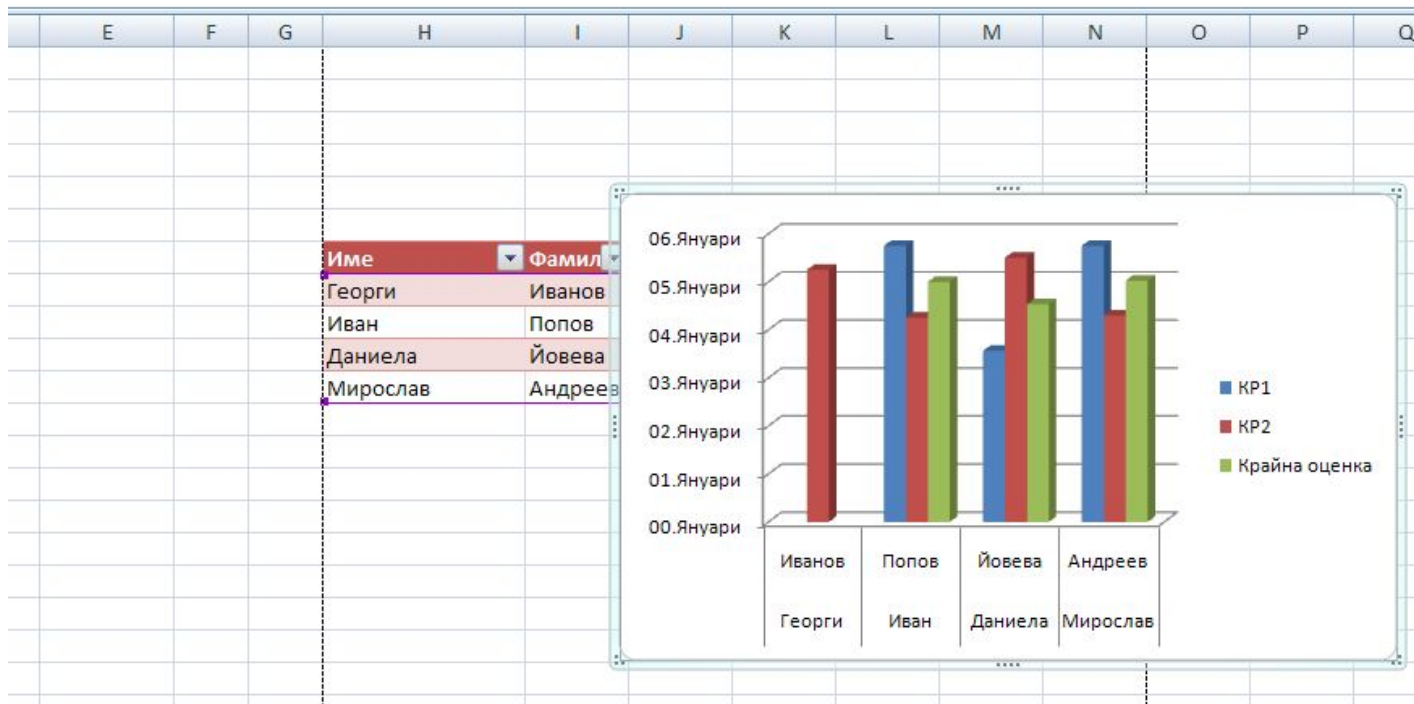 E F G H I J K L M N O P Q
Име Фамил
Георги Иванов
Иван Попов
Даниела Йовева
Мирослав Андреев
06.Януари
05.Януари
04.Януари
03.Януари
02.Януари
01.Януари
00.Януари
Иванов Попов Йовева Андреев
Георги Иван Даниела Мирослав
КР1
КР2
Крайна оценка